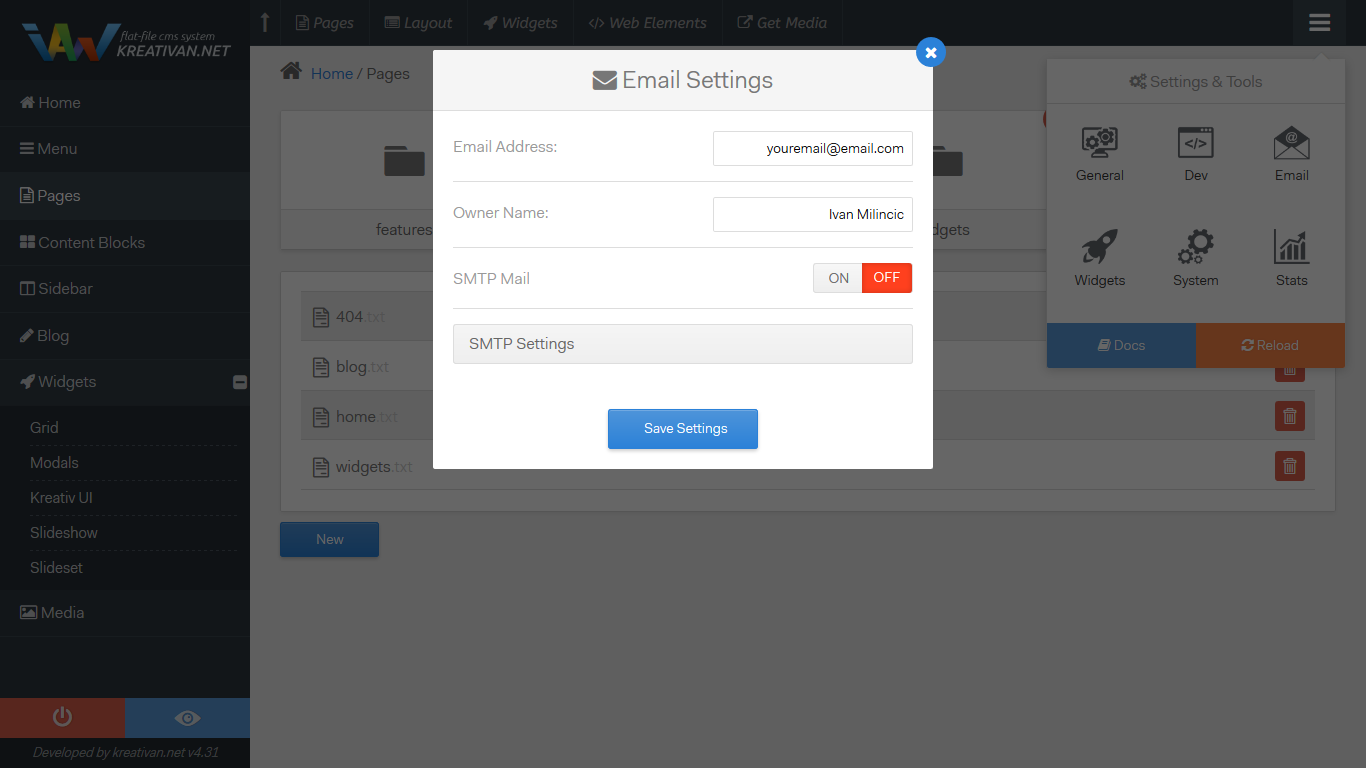 flat-file cms system
KREATIVAN.NET
Home
Menu
Pages
Content Blocks
Sidebar
Blog
Widgets
Grid
Modals
Kreativ UI
Slideshow
Slideset
Media
Developed by kreativan.net v4.31
Pages
Layout
Widgets
</> Web Elements
Get Media
Home / Pages
features
dgets
404.txt
blog.txt
home.txt
widgets.txt
New
Email Settings
Email Address:
youremail@email.com
Owner Name:
Ivan Milincic
SMTP Mail
ON
OFF
SMTP Settings
Save Settings
Settings & Tools
General
Dev
Email
Widgets
System
Stats
Docs
Reload